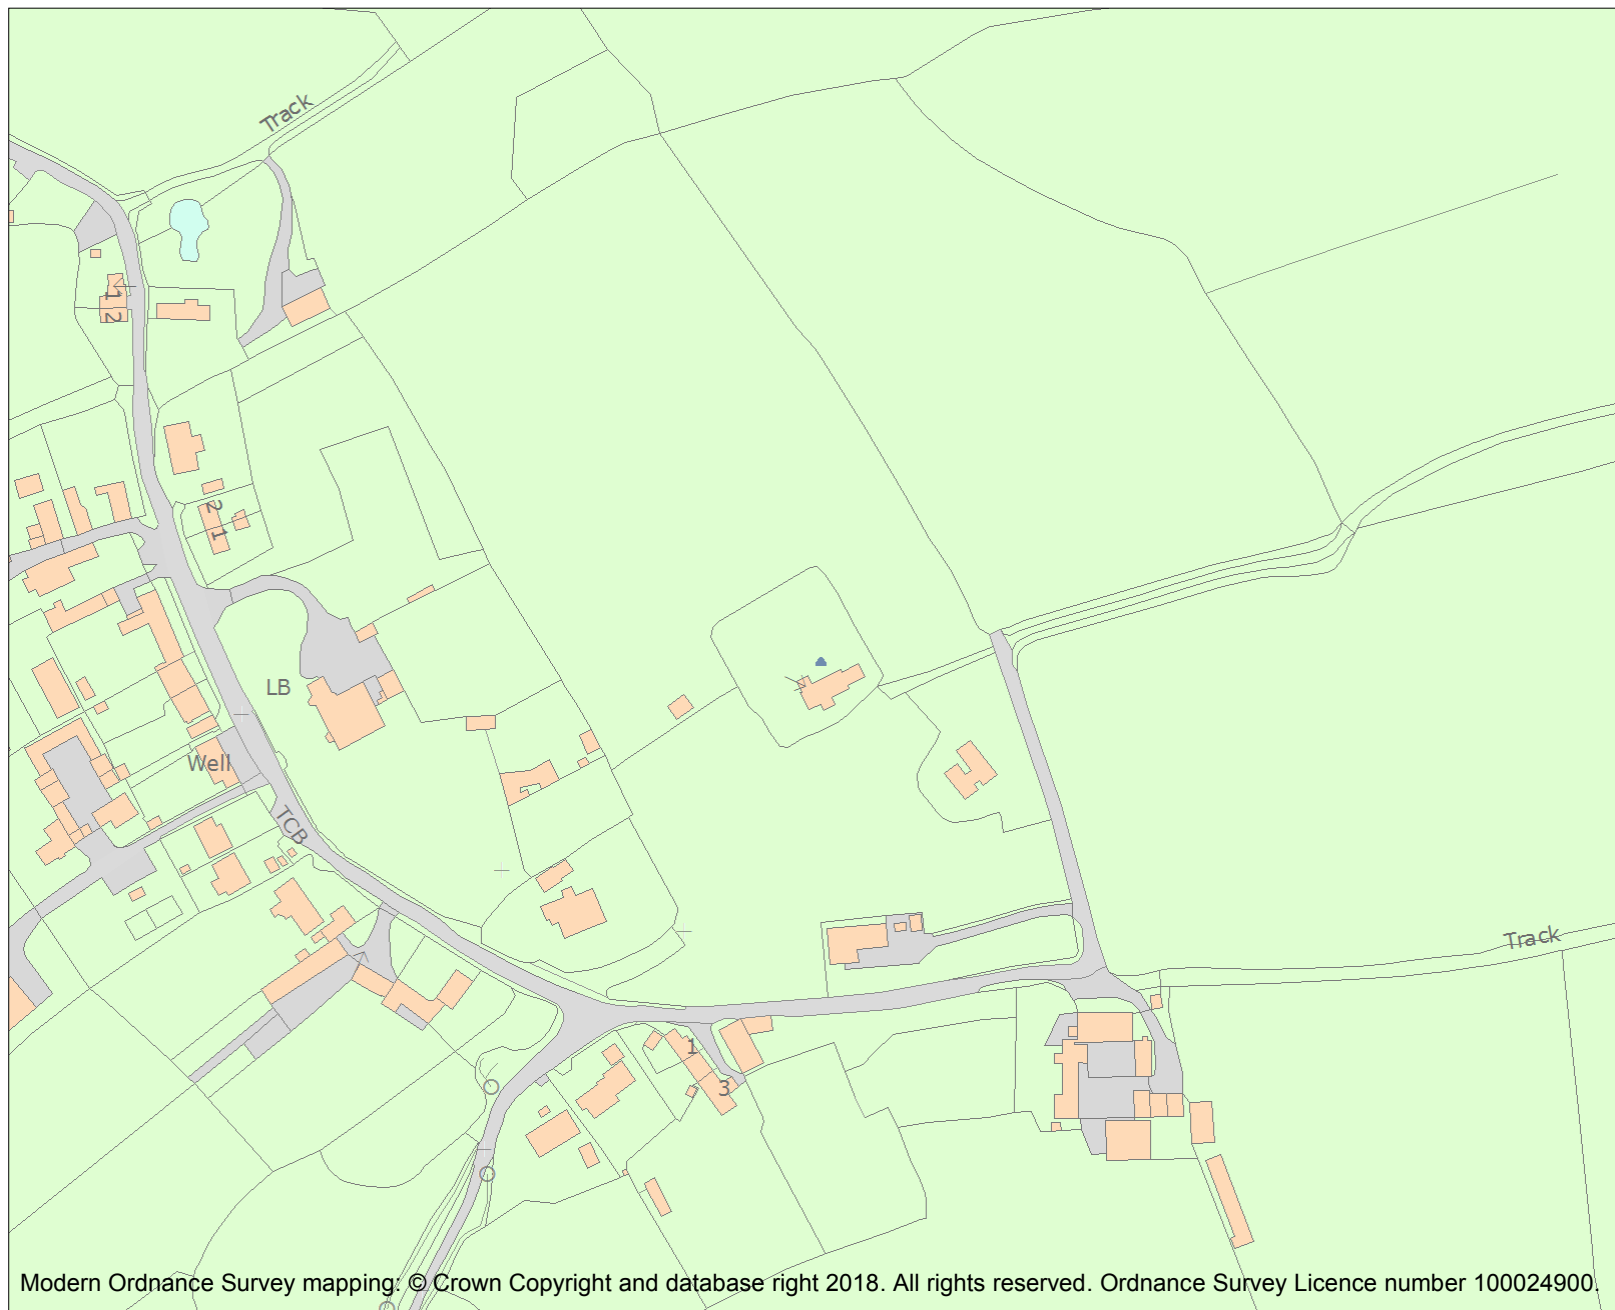 Track
1
2
2
1
LB
Well
TCB
Track
1
3
Modern Ordnance Survey mapping: © Crown Copyright and database right 2018. All rights reserved. Ordnance Survey Licence number 100024900.